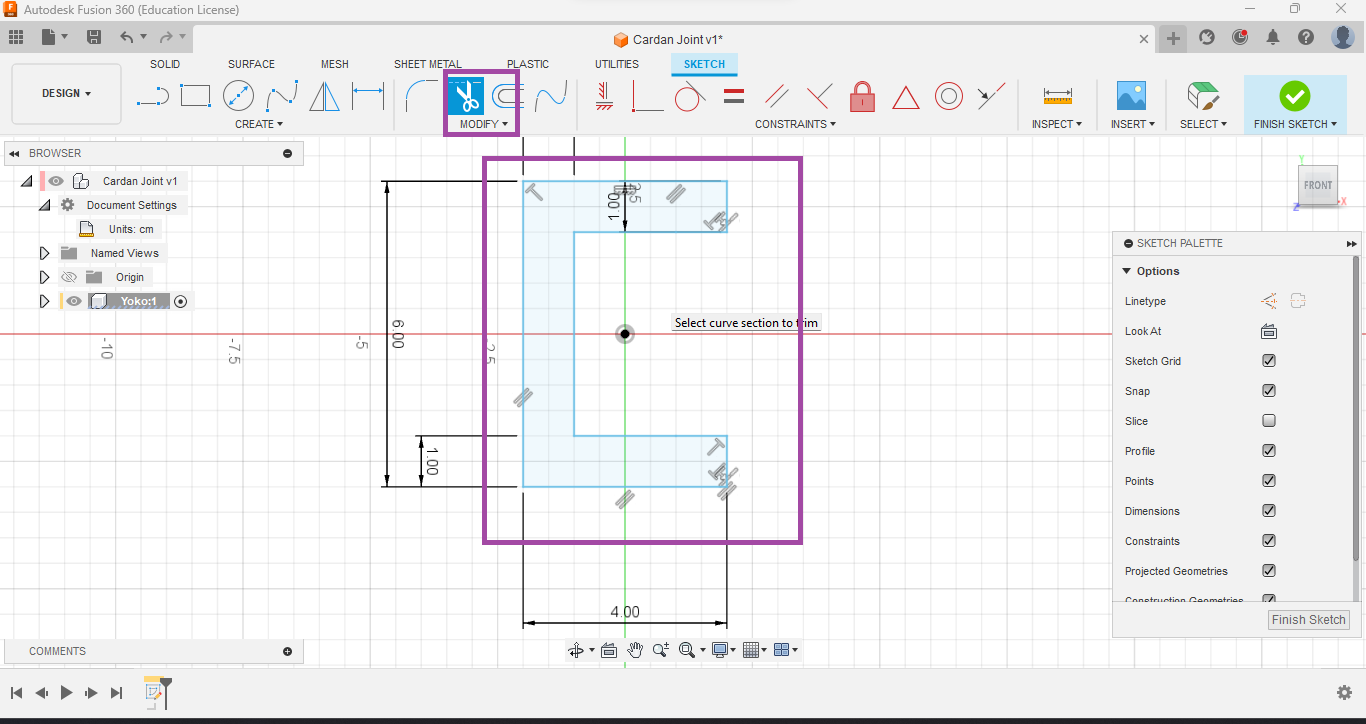 Autodesk Fusion 360 (Education License)
Cardan Joint v1*
SOLID
SURFACE
MESH
SHEET METAL
PLASTIC
UTILITIES
SKETCH
DESIGN
CREATE
MODIFY
CONSTRAINTS
INSPECT
INSERT
SELECT
FINISH SKETCH
BROWSER
Cardan Joint v1
Document Settings
Units: cm
Named Views
Origin
Yoko:1
-10
-7.5
-5
2.5
2.5
1.00
6.00
1.00
4.00
Select curve section to trim
Y
FRONT
X
Z
SKETCH PALETTE
Options
Linetype
Look At
Sketch Grid
Snap
Slice
Profile
Points
Dimensions
Constraints
Projected Geometries
Construction Geometries
Finish Sketch
COMMENTS